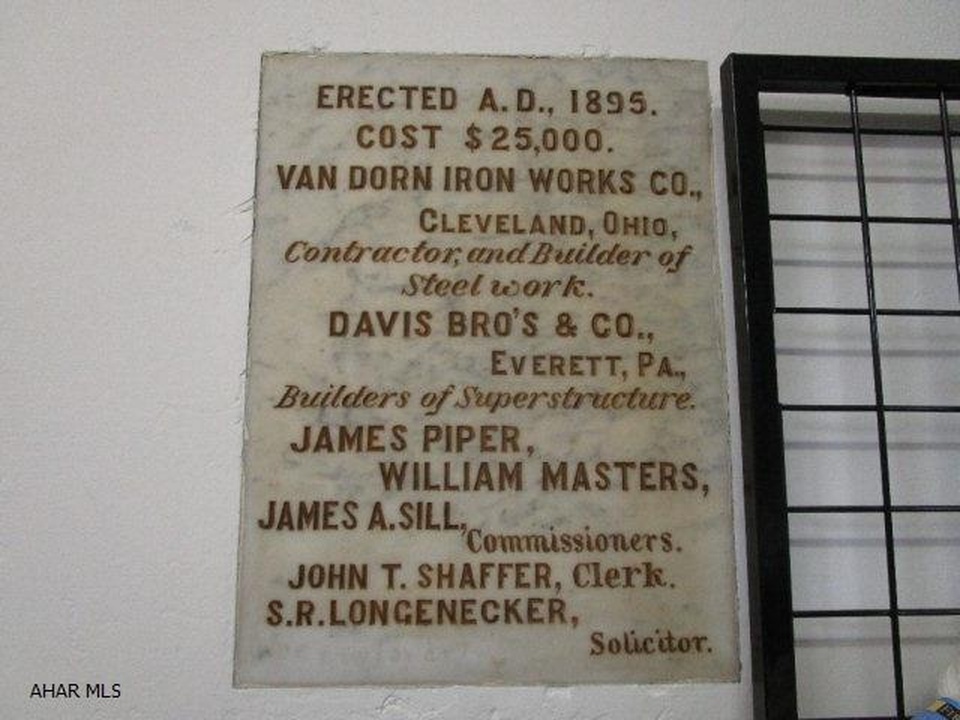 ERECTED A.D., 1895.
COST $25,000.
VAN DORN IRON WORKS CO.,
CLEVELAND, OHIO,
Contractor, and Builder of
Steel work.
DAVIS BRO'S & CO.,
EVERETT, PA.,
Builders of Superstructure.
JAMES PIPER,
WILLIAM MASTERS,
JAMES A. SILL,
Commissioners.
JOHN T. SHAFFER, Clerk.
S.R. LONGENECKER,
Solicitor.
AHAR MLS